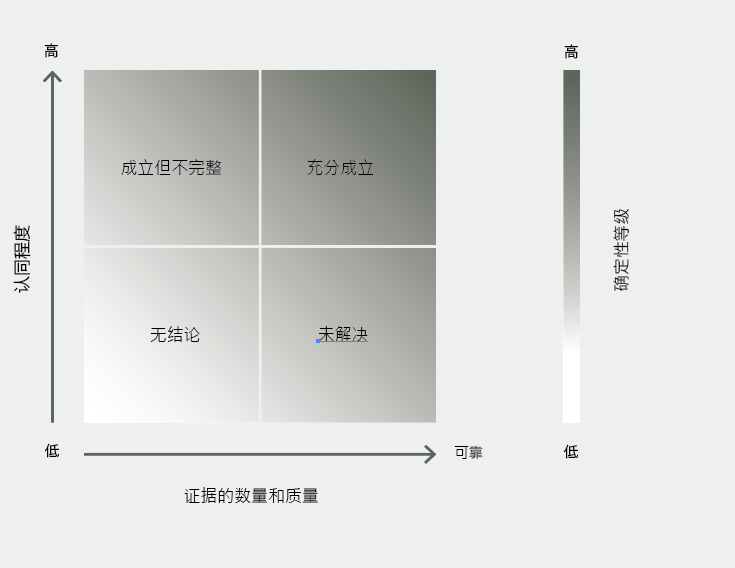 高
高
成立但不完整
充分成立
认同程度
确定性等级
无结论
未解决
低
可靠
低
证据的数量和质量